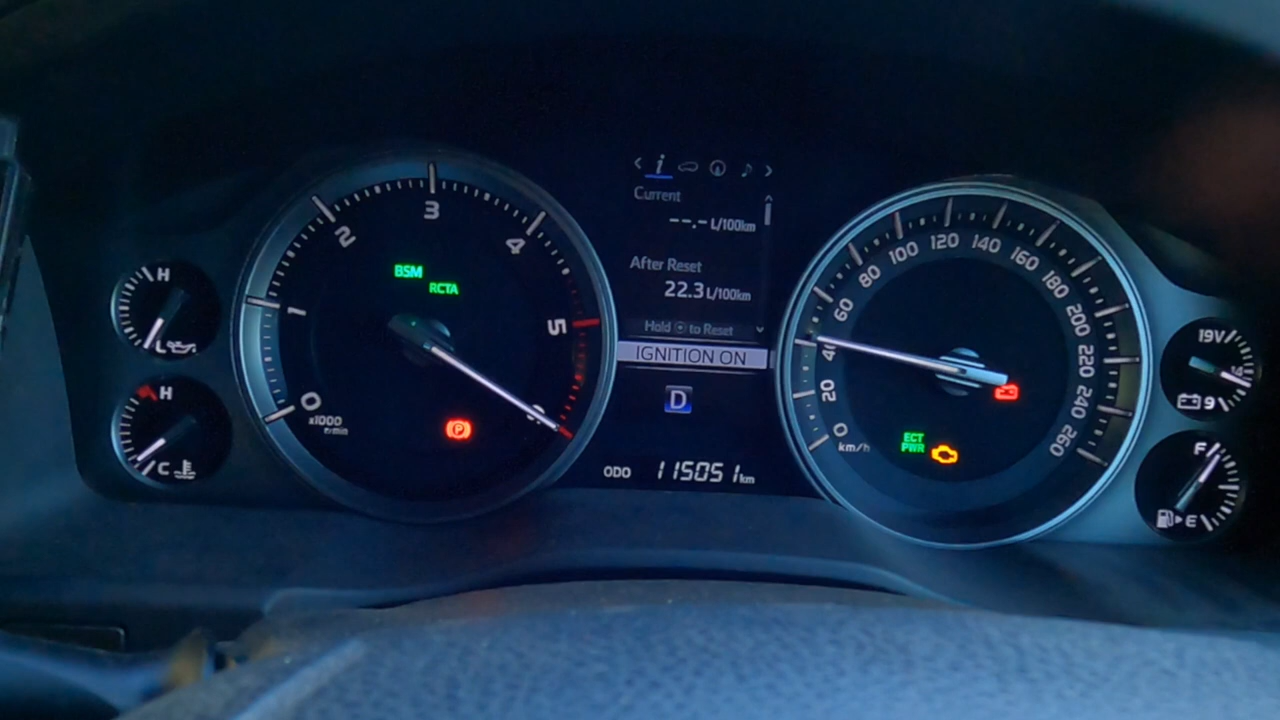 Current
--.- L/100km
After Reset
22.3 L/100km
Hold to Reset
IGNITION ON
D
ODO 115051 km
H
L
H
C
0
1
2
3
4
5
6
x1000
r/min
BSM
RCTA
0
20
40
60
80
100
120
140
160
180
200
220
240
260
km/h
ECT
PWR
P
19V
14
9
F
E